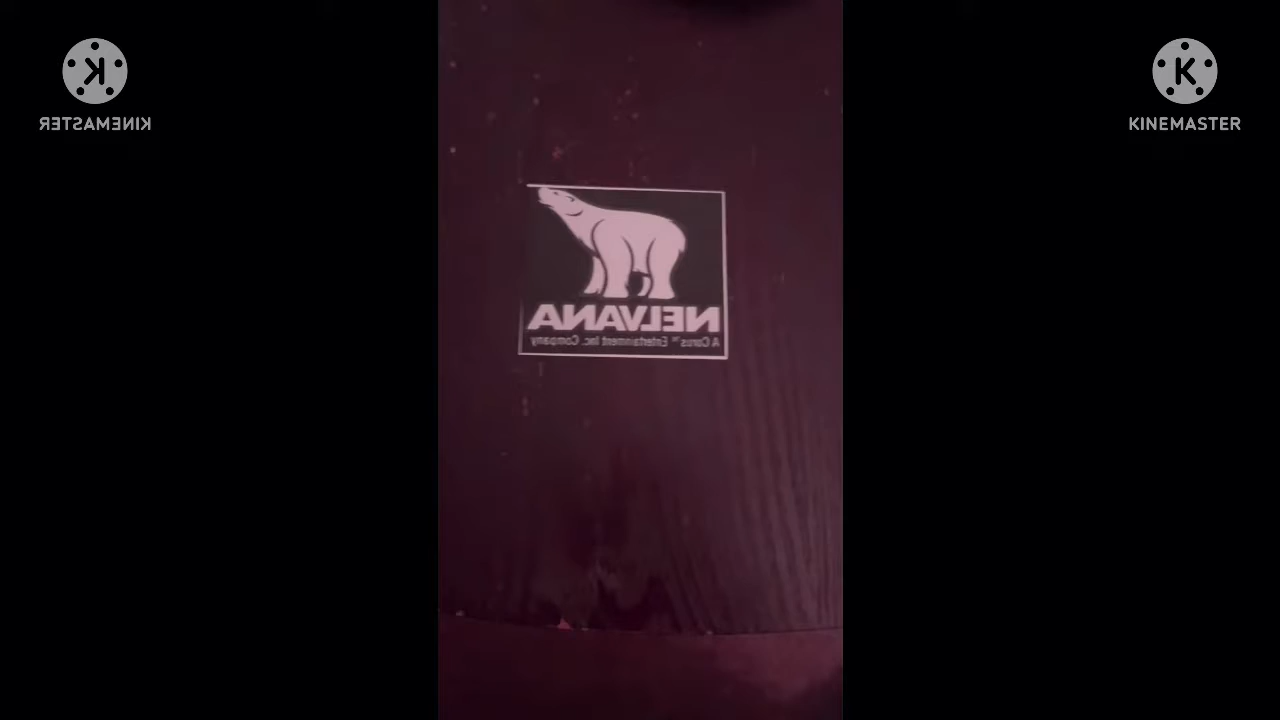 KINEMASTER
K
KINEMASTER
NELVANA
A Corus™ Entertainment Inc. Company